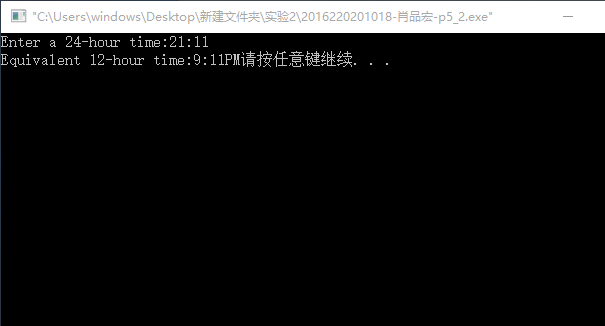 "C:\Users\windows\Desktop\新建文件夹\实验2\2016220201018-肖品宏-p5_2.exe"
Enter a 24-hour time:21:11
Equivalent 12-hour time:9:11PM请按任意键继续. . .